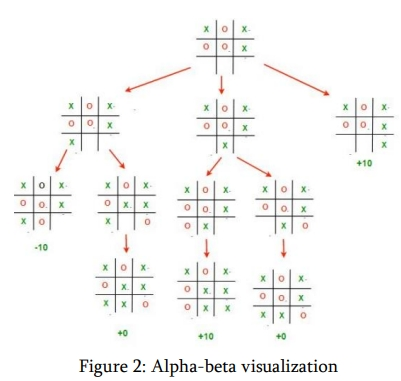 X O X
O O X
X O X
O O X
X
X O X
O O X
X
X O X
O O X
X
+10
X O X
O O X
X O
-10
X O X
O X X
X O
X O X
O O X
O X
X O X
O O X
X O
X O X
O X X
X X O
+0
X O X
O X X
O X X
+10
X O X
O O X
X X O
+0
Figure 2: Alpha-beta visualization